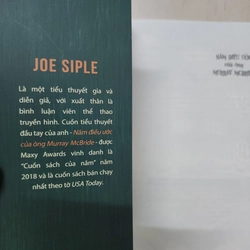 JOE SIPLE
Là một tiểu thuyết gia và
diễn giả, với xuất thân là
bình luận viên thể thao
truyền hình. Cuốn tiểu thuyết
đầu tay của anh - Năm điều ước
của ông Murray McBride - được
Maxy Awards vinh danh là
"Cuốn sách của năm" năm
2018 và là cuốn sách bán chạy
nhất theo tờ USA Today.